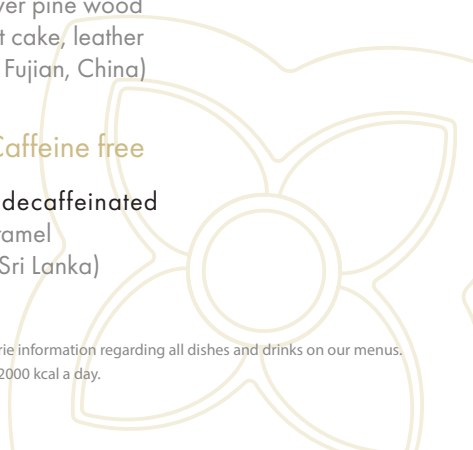 ver pine wood
t cake, leather
Fujian, China)
Caffeine free
decaffeinated
ramel
Sri Lanka)
rie information regarding all dishes and drinks on our menus.
2000 kcal a day.